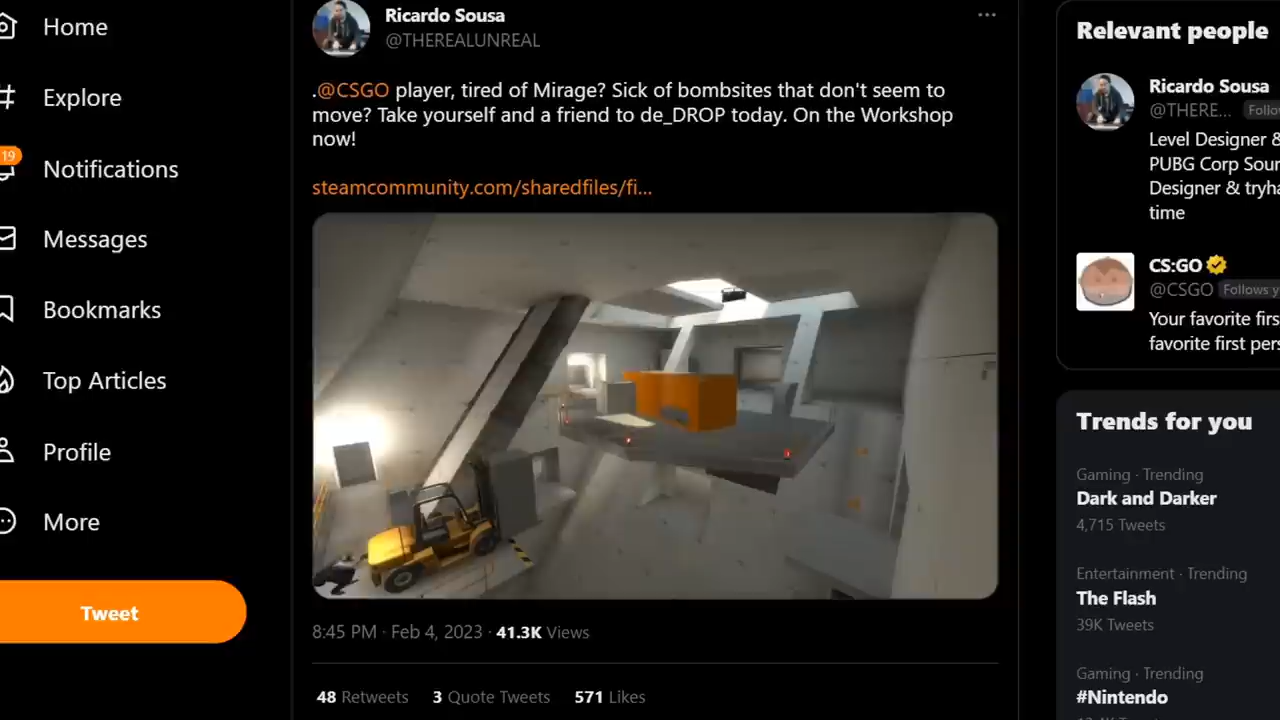 Home
Explore
19
Notifications
Messages
Bookmarks
Top Articles
Profile
More
Tweet
Ricardo Sousa
@THEREALUNREAL
.@CSGO player, tired of Mirage? Sick of bombsites that don't seem to
move? Take yourself and a friend to de_DROP today. On the Workshop
now!
steamcommunity.com/sharedfiles/fi...
8:45 PM · Feb 4, 2023 · 41.3K Views
48 Retweets 3 Quote Tweets 571 Likes
Relevant people
Ricardo Sousa
@THERE... Follo
Level Designer &
PUBG Corp Sour
Designer & tryha
time
CS:GO
@CSGO Follows y
Your favorite firs
favorite first pers
Trends for you
Gaming · Trending
Dark and Darker
4,715 Tweets
Entertainment · Trending
The Flash
39K Tweets
Gaming · Trending
#Nintendo